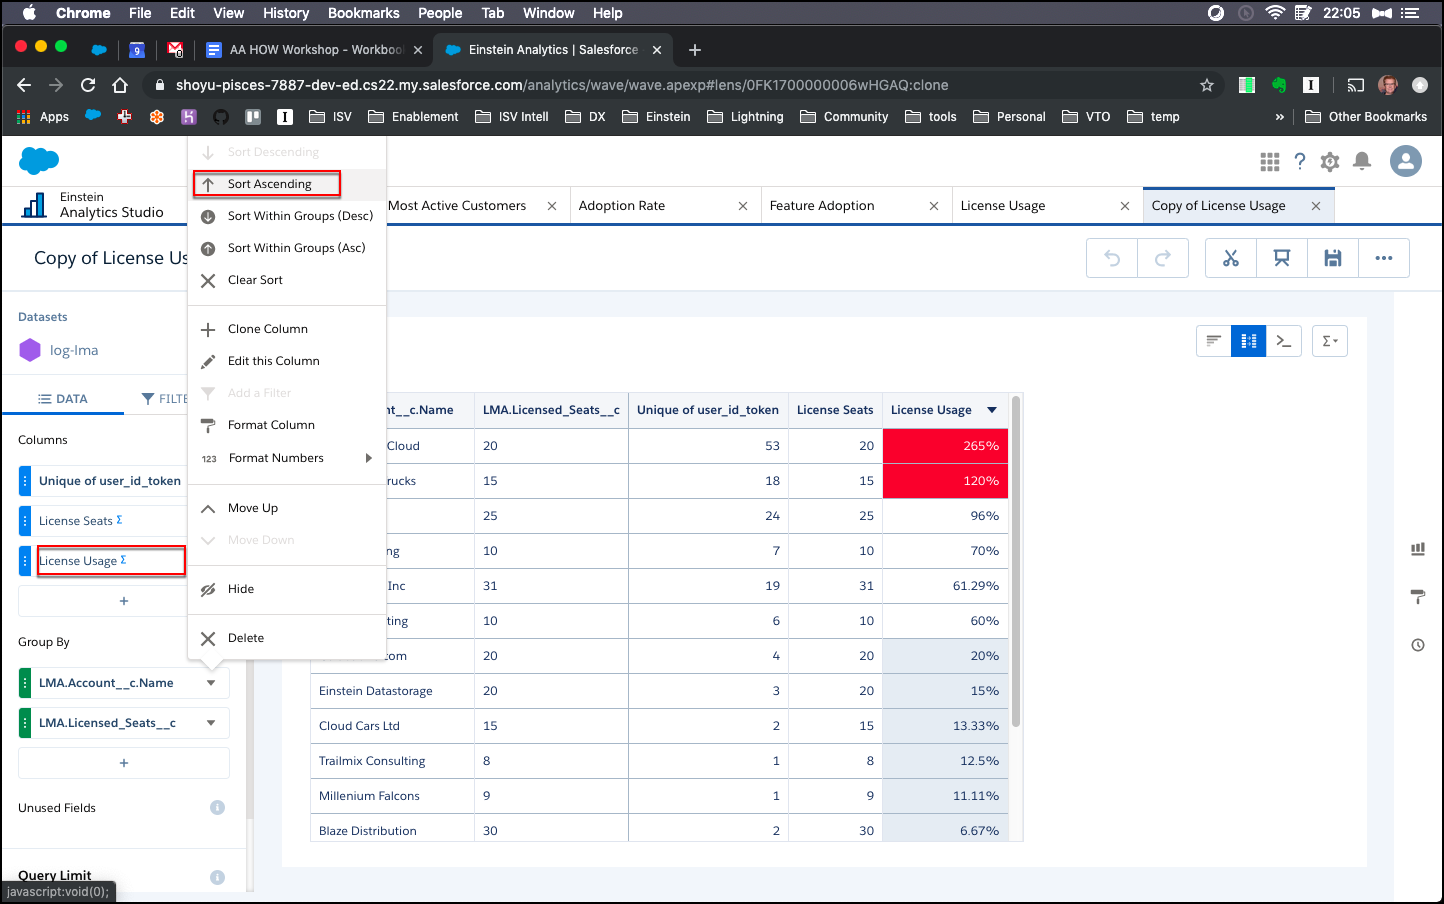 Chrome File Edit View History Bookmarks People Tab Window Help 22:05
9 0 AA HOW Workshop - Workboo Einstein Analytics | Salesforce
shoyu-pisces-7887-dev-ed.cs22.my.salesforce.com/analytics/wave/wave.apexp#lens/0FK1700000006wHGAQ:clone
Apps ISV Enablement ISV Intell DX Einstein Lightning Community tools Personal VTO temp » Other Bookmarks
Einstein
Analytics Studio
Most Active Customers Adoption Rate Feature Adoption License Usage Copy of License Usage
Copy of License Us
Sort Descending
Sort Ascending
Sort Within Groups (Desc)
Sort Within Groups (Asc)
Clear Sort
Clone Column
Edit this Column
Add a Filter
Format Column
123 Format Numbers
Move Up
Move Down
Hide
Delete
Datasets
log-lma
DATA FILTE
Columns
Unique of user_id_token
License Seats Σ
License Usage Σ
+
Group By
LMA.Account__c.Name
LMA.Licensed_Seats__c
+
Unused Fields
Query Limit
javascript:void(0);
nt__c.Name LMA.Licensed_Seats__c Unique of user_id_token License Seats License Usage
Cloud 20 53 20 265%
rucks 15 18 15 120%
25 24 25 96%
ng 10 7 10 70%
Inc 31 19 31 61.29%
ting 10 6 10 60%
com 20 4 20 20%
Einstein Datastorage 20 3 20 15%
Cloud Cars Ltd 15 2 15 13.33%
Trailmix Consulting 8 1 8 12.5%
Millenium Falcons 9 1 9 11.11%
Blaze Distribution 30 2 30 6.67%